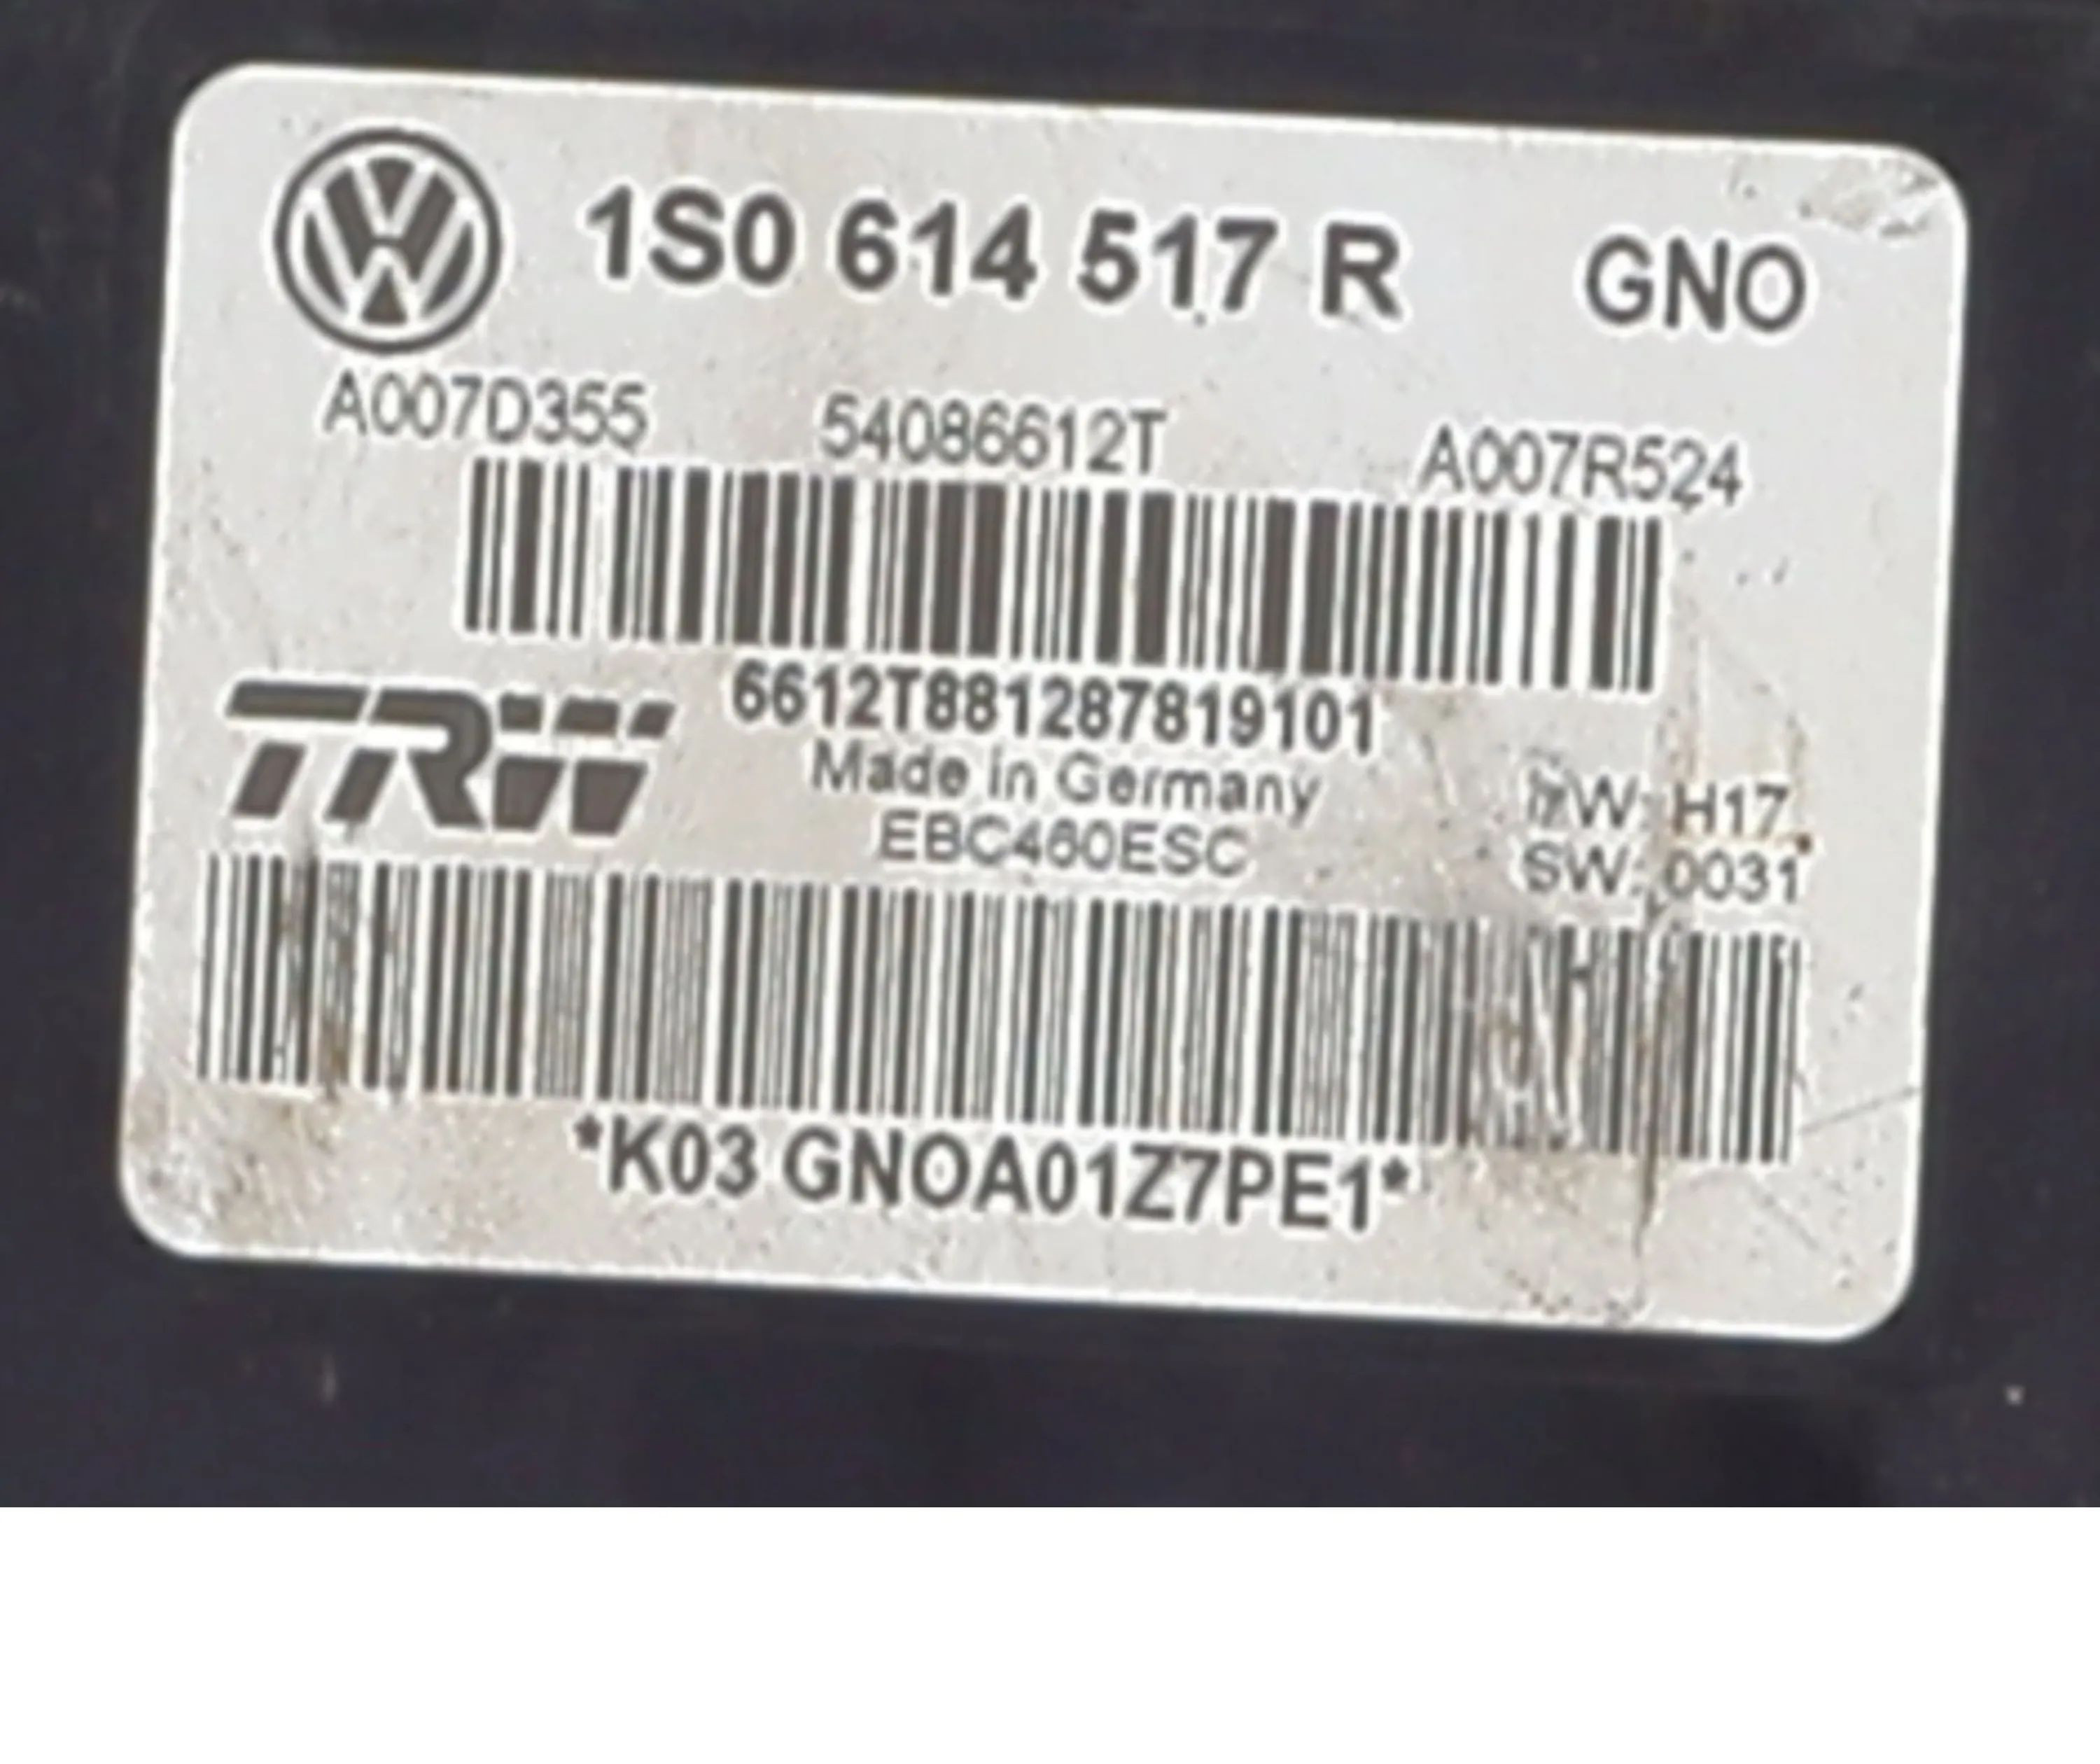 1S0 614 517 R GNO
A007D355 54086612T A007R524
6612T881287819101
TRW
Made in Germany
EBC460ESC
HW: H17
SW: 0031
*K03 GNOA01Z7PE1*